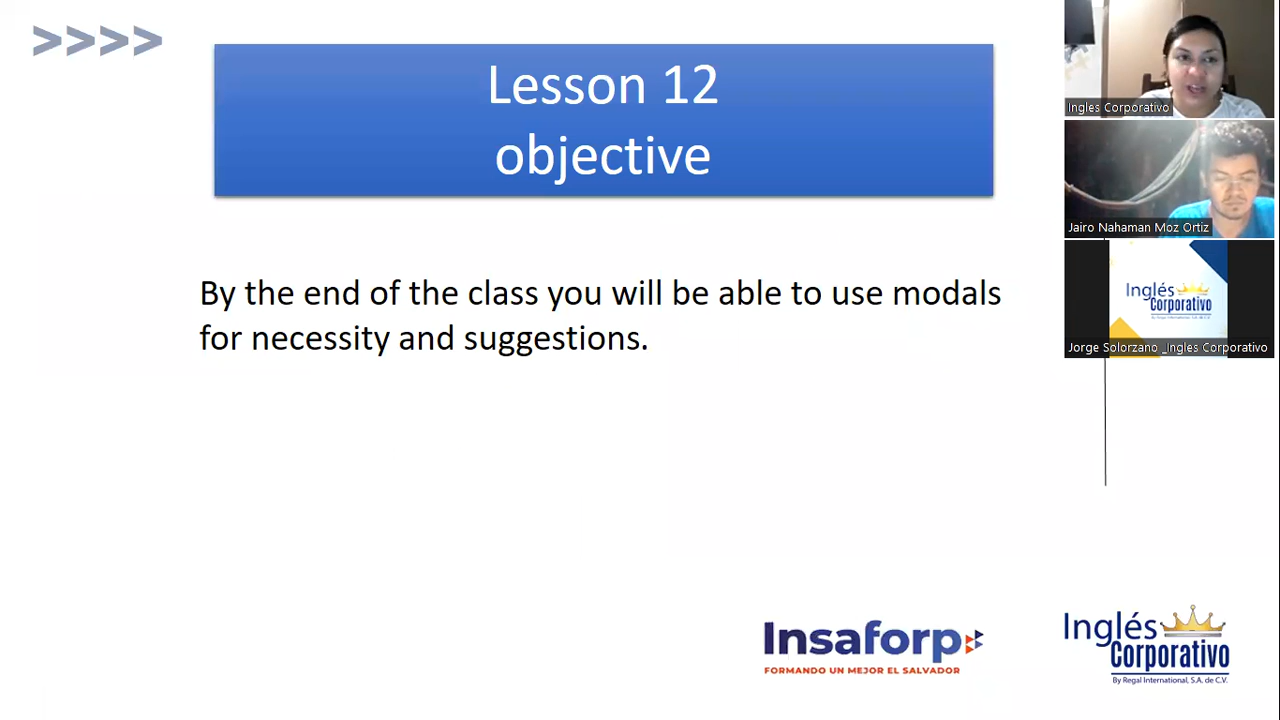 >>>>
Lesson 12
objective
By the end of the class you will be able to use modals
for necessity and suggestions.
Ingles Corporativo
Jairo Nahaman Moz Ortiz
Inglés
Corporativo
Jorge Solorzano _Ingles Corporativo
Insaforp
FORMANDO UN MEJOR EL SALVADOR
Inglés
Corporativo
By Regal International, S.A. de C.V.